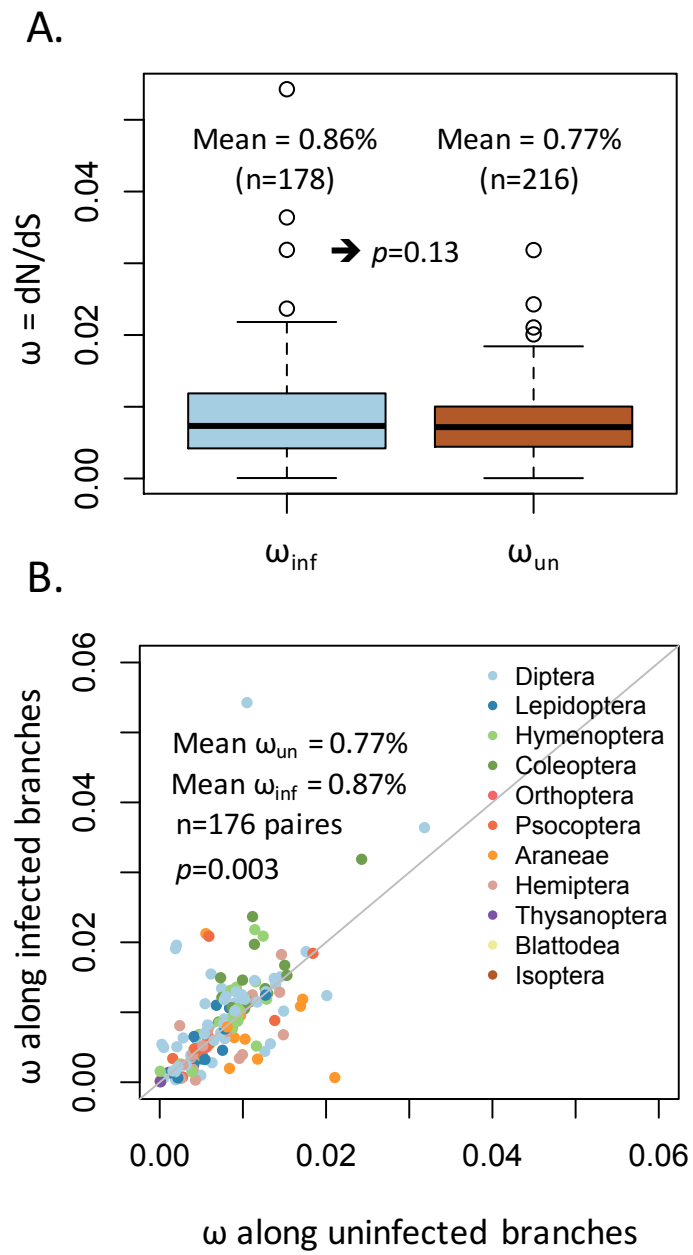 A.
Mean = 0.86%
(n=178)
Mean = 0.77%
(n=216)
➔ p=0.13
ω = dN/dS
0.04
0.02
0.00
ωinf
ωun
B.
ω along infected branches
0.06
0.04
0.02
0.00
Mean ωun = 0.77%
Mean ωinf = 0.87%
n=176 paires
p=0.003
Diptera
Lepidoptera
Hymenoptera
Coleoptera
Orthoptera
Psocoptera
Araneae
Hemiptera
Thysanoptera
Blattodea
Isoptera
0.00 0.02 0.04 0.06
ω along uninfected branches